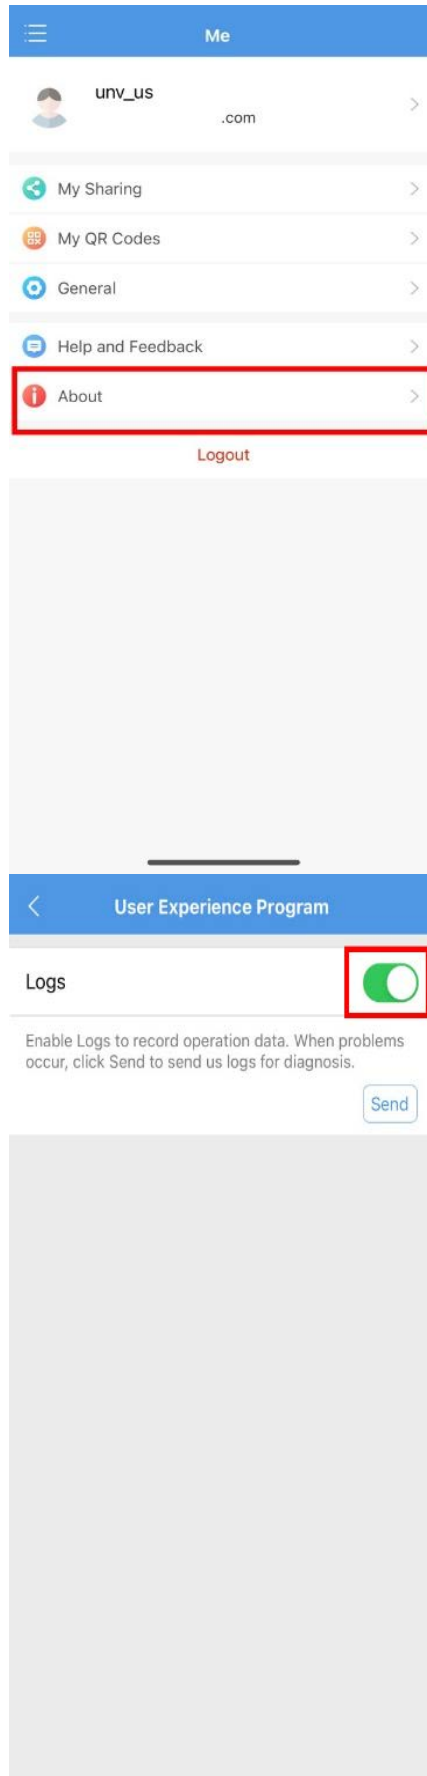 Me
unv_us
.com
My Sharing
My QR Codes
General
Help and Feedback
About
Logout
User Experience Program
Logs
Enable Logs to record operation data. When problems
occur, click Send to send us logs for diagnosis.
Send